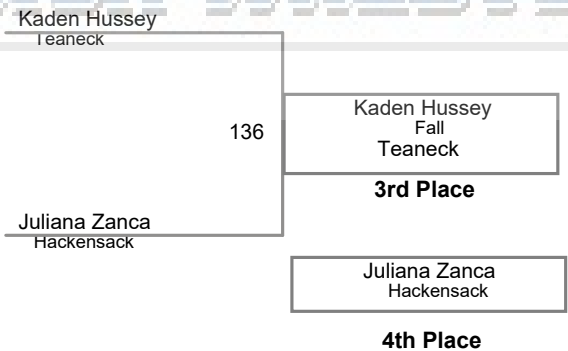 Kaden Hussey
Teaneck
136
Kaden Hussey
Fall
Teaneck
3rd Place
Juliana Zanca
Hackensack
Juliana Zanca
Hackensack
4th Place